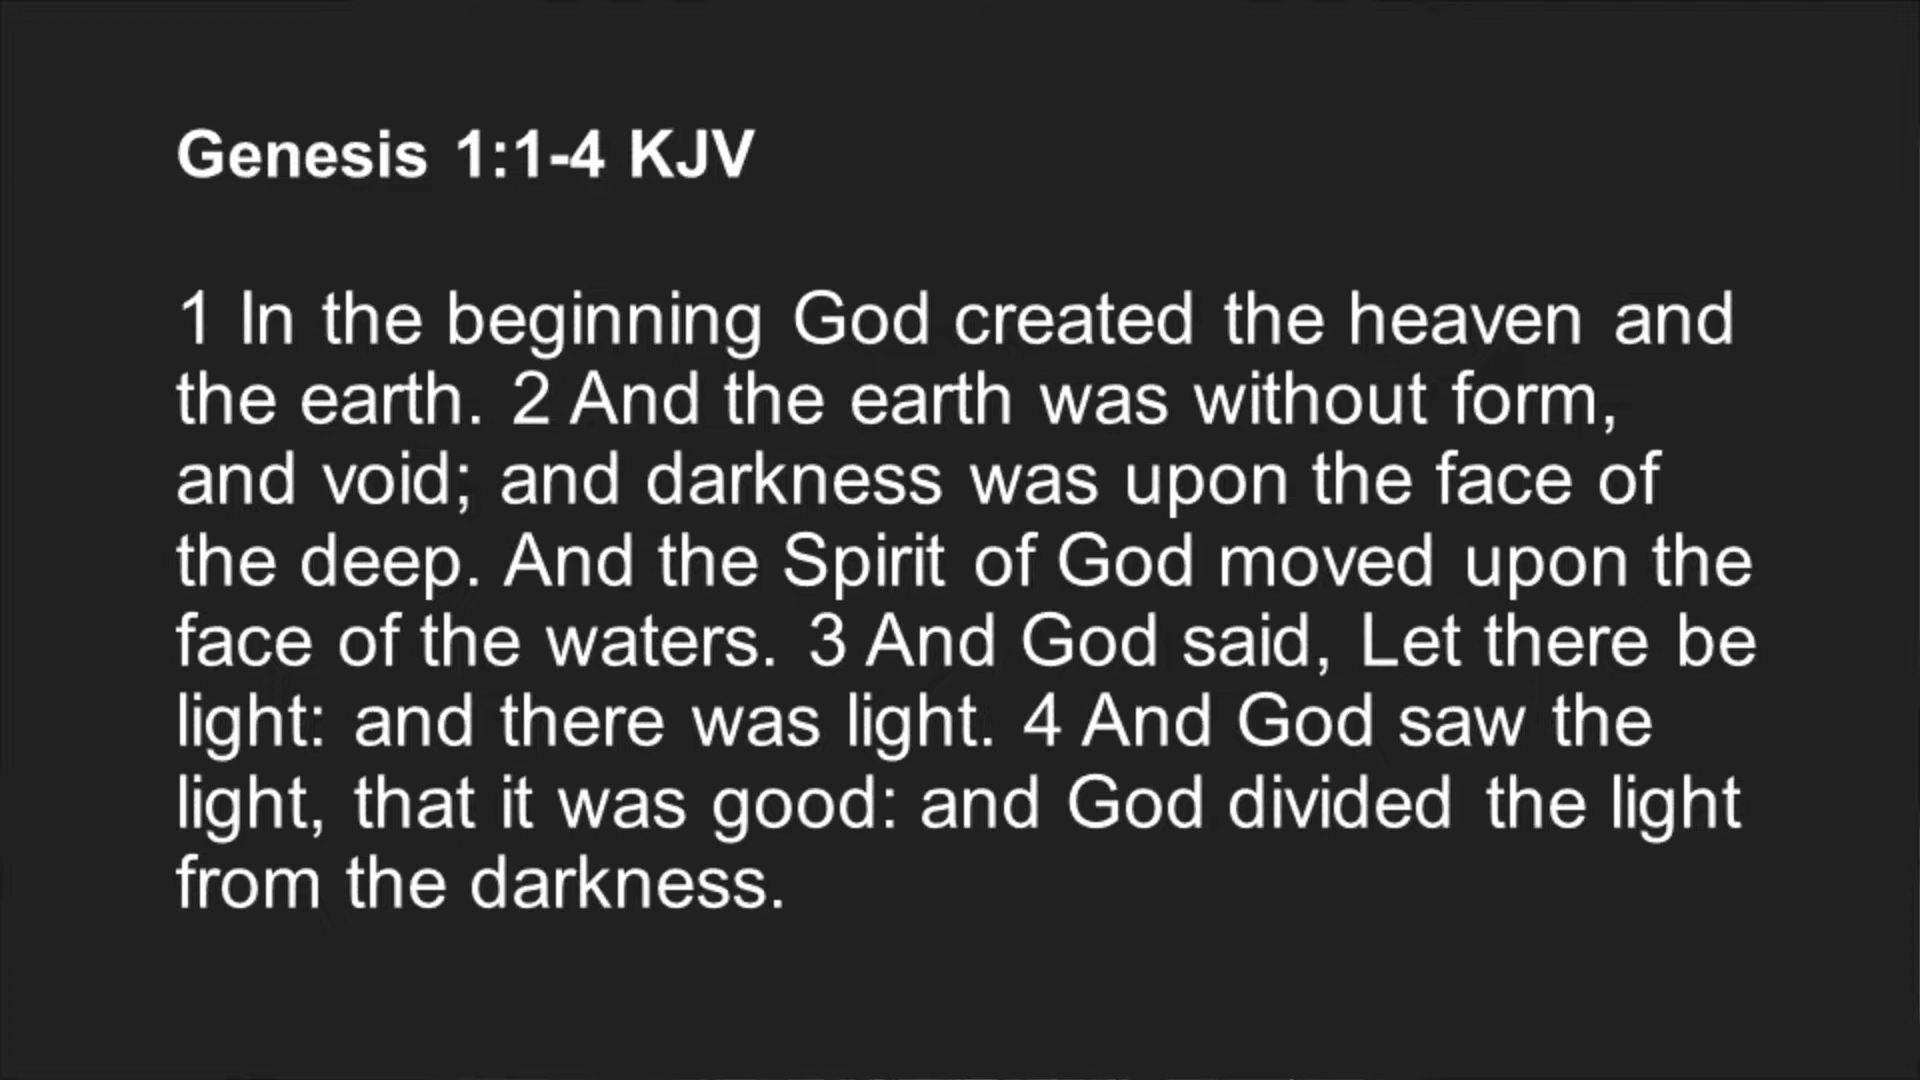 Genesis 1:1-4 KJV
1 In the beginning God created the heaven and
the earth. 2 And the earth was without form,
and void; and darkness was upon the face of
the deep. And the Spirit of God moved upon the
face of the waters. 3 And God said, Let there be
light: and there was light. 4 And God saw the
light, that it was good: and God divided the light
from the darkness.